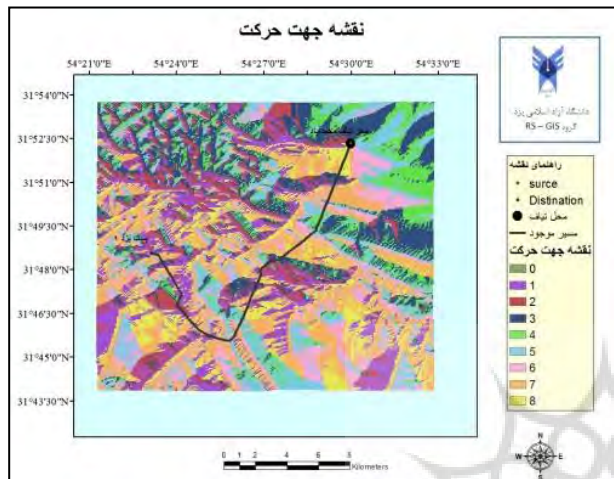 نقشه جهت حرکت
54°21'0"E 54°24'0"E 54°27'0"E 54°30'0"E 54°33'0"E
31°54'0"N
31°52'30"N
31°51'0"N
31°49'30"N
31°48'0"N
31°46'30"N
31°45'0"N
31°43'30"N
دانشگاه آزاد اسلامی یزد
گروه RS - GIS
راهنمای نقشه
surce
Distination
محل تیاف
مسیر موجود
نقشه جهت حرکت
0
1
2
3
4
5
6
7
8
0 1 2 4 6 8
Kilometers
N
W E
S